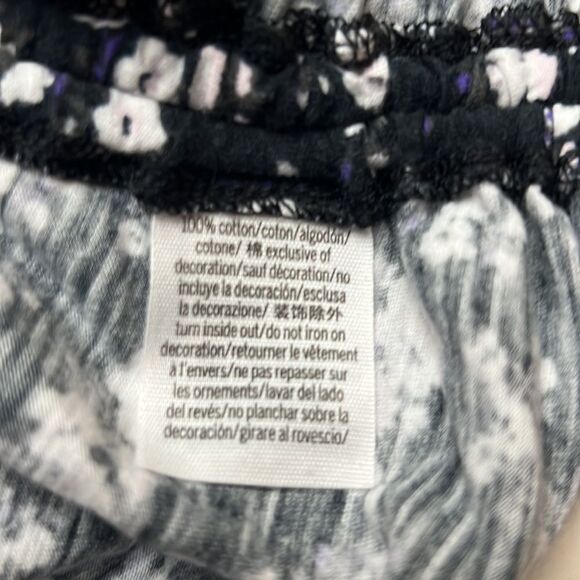 100% cotton/coton/algodón/
cotone/ 棉 exclusive of
decoration/sauf décoration/no
incluye la decoración/esclusa
la decorazione/ 装饰除外
turn inside out/do not iron on
decoration/retourner le vêtement
à l'envers/ne pas repasser sur
les ornements/lavar del lado
del revés/no planchar sobre la
decoración/girare al rovescio/